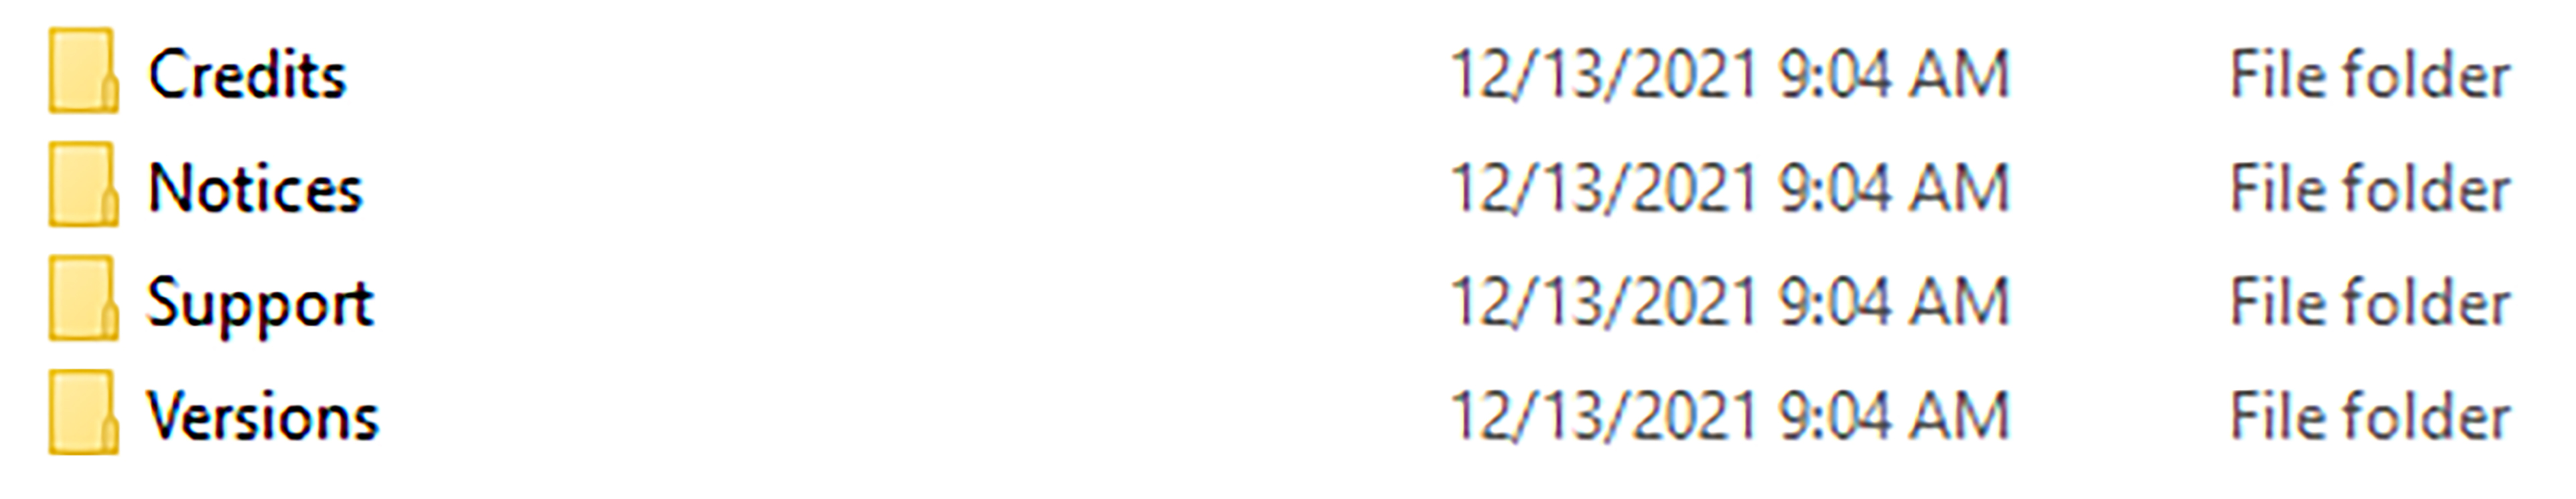 Credits 12/13/2021 9:04 AM File folder
Notices 12/13/2021 9:04 AM File folder
Support 12/13/2021 9:04 AM File folder
Versions 12/13/2021 9:04 AM File folder